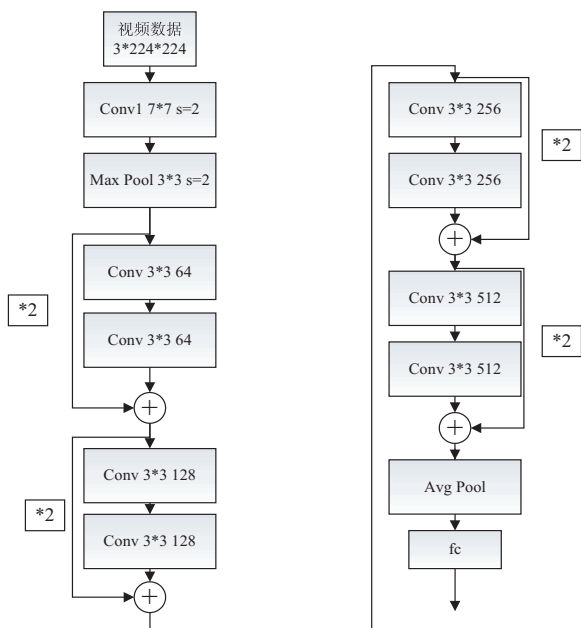 视频数据
3*224*224
Conv1 7*7 s=2
Max Pool 3*3 s=2
Conv 3*3 64
*2
Conv 3*3 64
Conv 3*3 128
*2
Conv 3*3 128
Conv 3*3 256
*2
Conv 3*3 256
Conv 3*3 512
*2
Conv 3*3 512
Avg Pool
fc